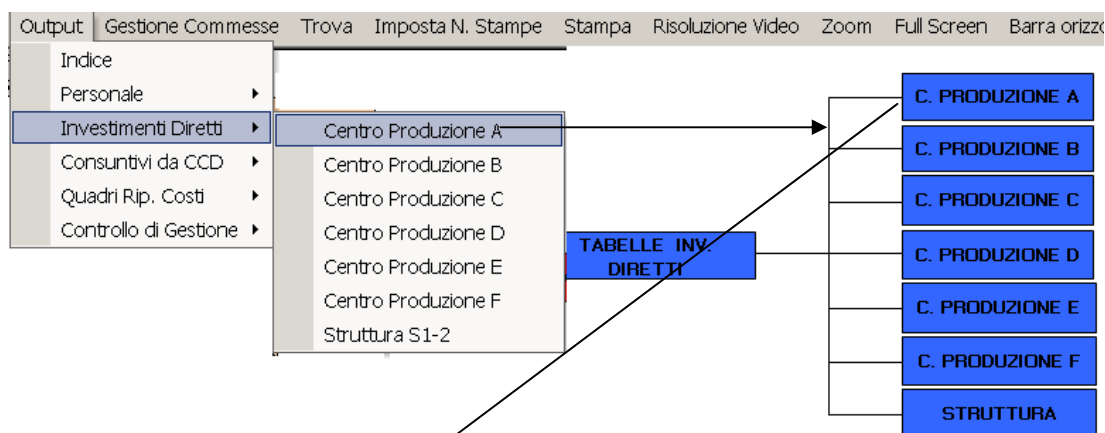 Output Gestione Commesse Trova Imposta N. Stampe Stampa Risoluzione Video Zoom Full Screen Barra
Indice
Personale
Investimenti Diretti
Consuntivi da CCD
Quadri Rip. Costi
Controllo di Gestione
Centro Produzione A
Centro Produzione B
Centro Produzione C
Centro Produzione D
Centro Produzione E
Centro Produzione F
Struttura S1-2
TABELLE INV.
DIRETTI
C. PRODUZIONE A
C. PRODUZIONE B
C. PRODUZIONE C
C. PRODUZIONE D
C. PRODUZIONE E
C. PRODUZIONE F
STRUTTURA